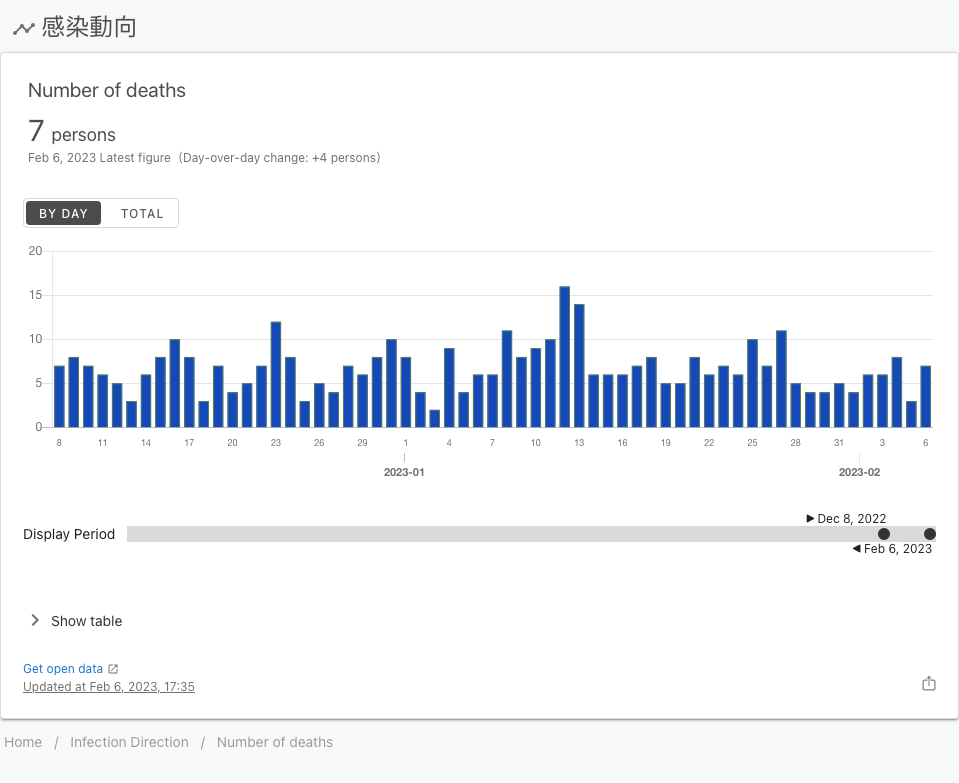 感染動向
Number of deaths
7 persons
Feb 6, 2023 Latest figure (Day-over-day change: +4 persons)
BY DAY TOTAL
20
15
10
5
0
8 11 14 17 20 23 26 29 1 4 7 10 13 16 19 22 25 28 31 3 6
2023-01 2023-02
Dec 8, 2022
Display Period
Feb 6, 2023
Show table
Get open data
Updated at Feb 6, 2023, 17:35
Home / Infection Direction / Number of deaths